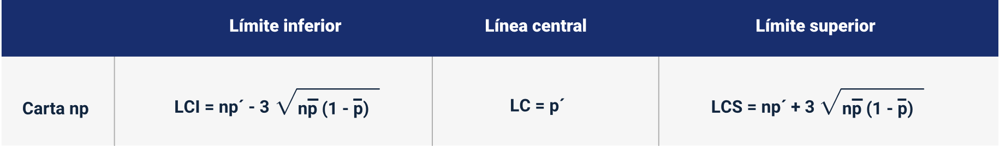 Límite inferior Línea central Límite superior
Carta np LCI = np´ - 3 √np̅ (1 - p̅) LC = p´ LCS = np´ + 3 √np̅ (1 - p̅)